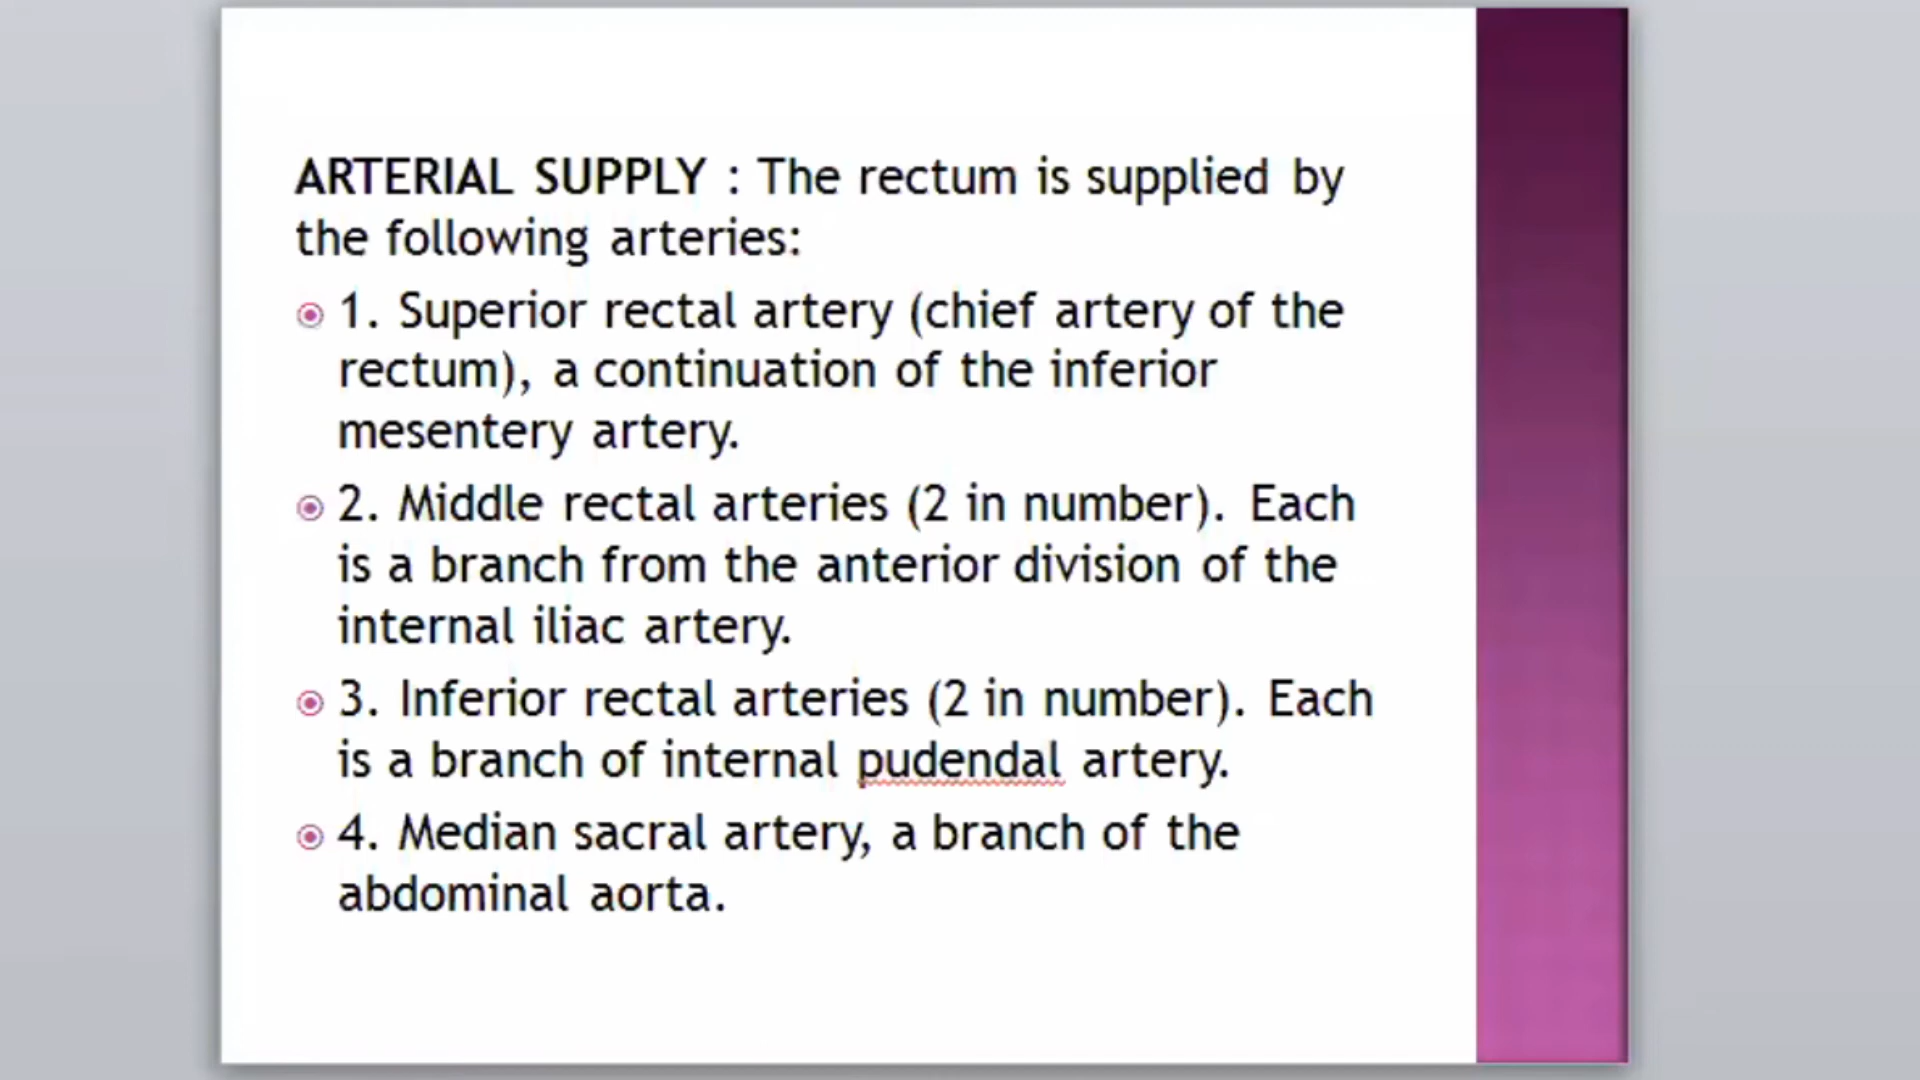 ARTERIAL SUPPLY : The rectum is supplied by
the following arteries:
1. Superior rectal artery (chief artery of the
rectum), a continuation of the inferior
mesentery artery.
2. Middle rectal arteries (2 in number). Each
is a branch from the anterior division of the
internal iliac artery.
3. Inferior rectal arteries (2 in number). Each
is a branch of internal pudendal artery.
4. Median sacral artery, a branch of the
abdominal aorta.